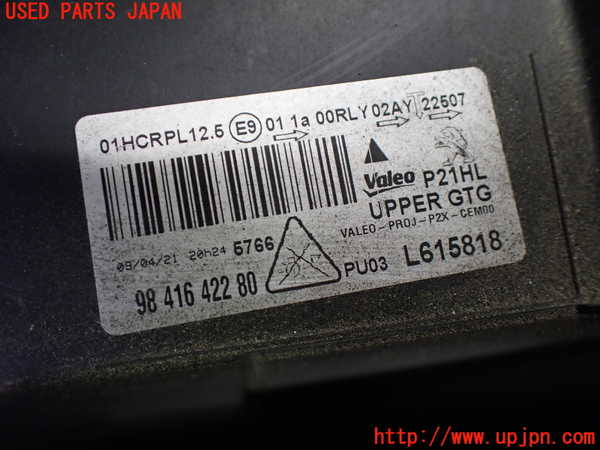 USED PARTS JAPAN
01HCRPL12.5 E9 01 1a 00RLY 02AY 22507
Valeo P21HL
UPPER GTG
VALEO-PROJ-P2X-CEM00
09/04/21 20h24 5766
98 416 422 80
PU03 L615818
http://www.upjpn.com/